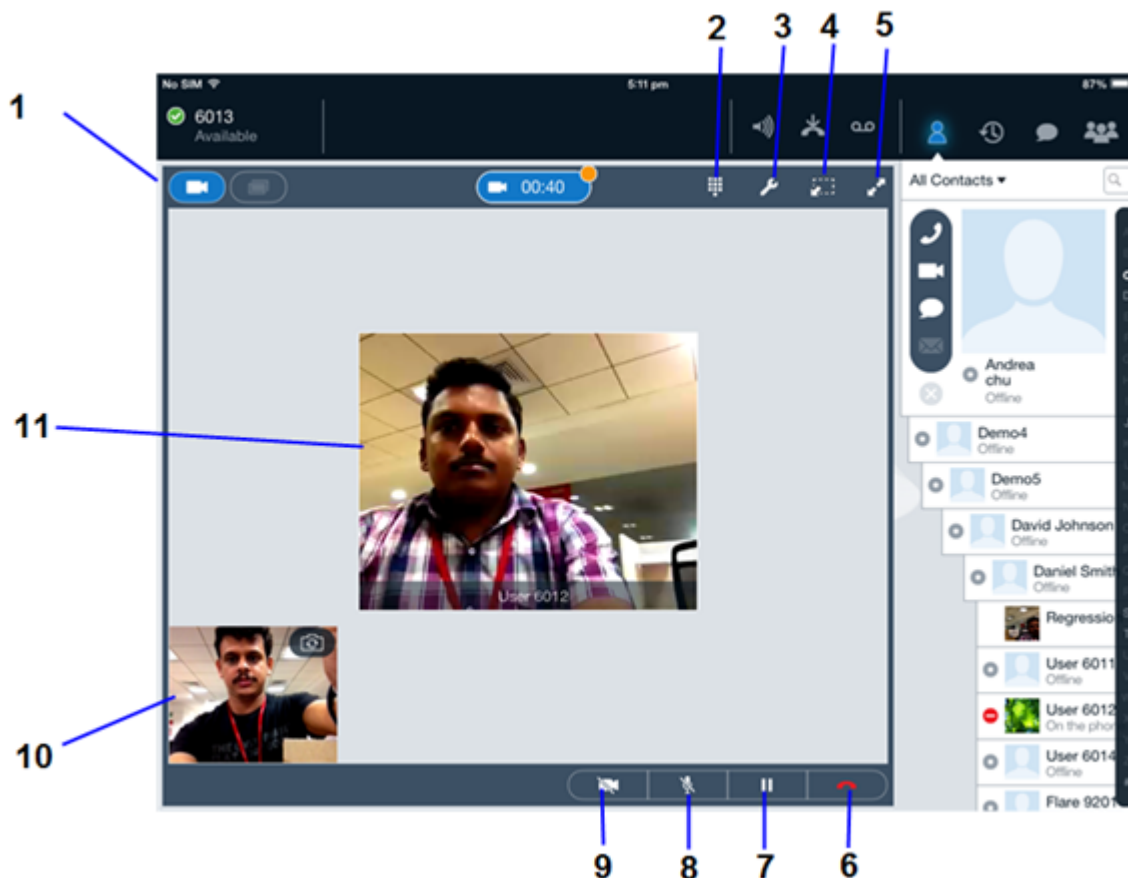 2
3
4
5
1
No SIM
5:11 pm
87%
6013
Available
00:40
All Contacts
Andrea
chu
Offline
11
Demo4
Offline
Demo5
Offline
David Johnson
Offline
Daniel Smith
Offline
User 6012
Regressio
User 6011
Offline
10
User 6012
On the phon
User 6014
Offline
Flare 9201
9
8
7
6